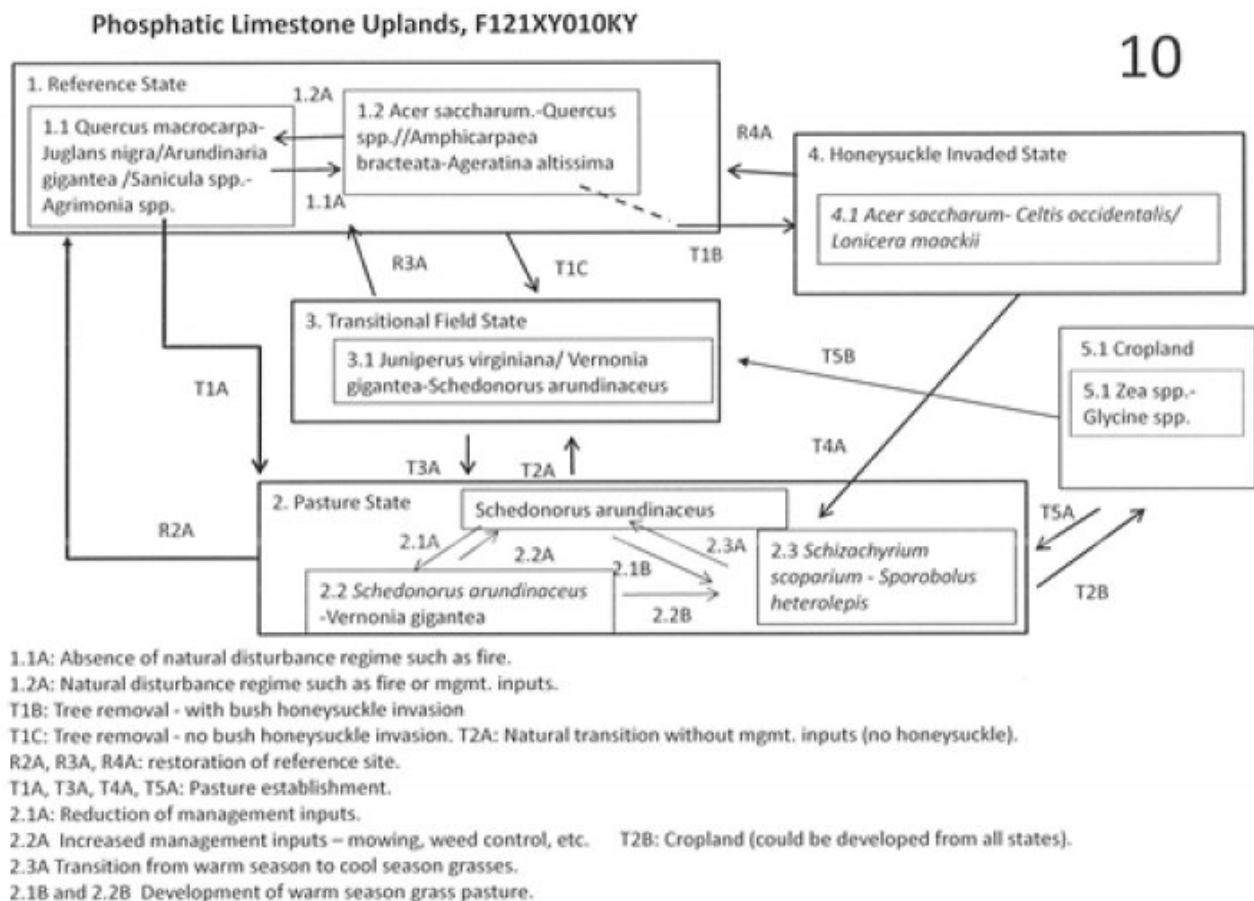 Phosphatic Limestone Uplands, F121XY010KY
10
1. Reference State
1.2A
1.1 Quercus macrocarpa-
Juglans nigra/Arundinaria
gigantea /Sanicula spp.-
Agrimonia spp.
1.2 Acer saccharum.-Quercus
spp.//Amphicarpaea
bracteata-Ageratina altissima
1.1A
R4A
4. Honeysuckle Invaded State
4.1 Acer saccharum- Celtis occidentalis/
Lonicera maackii
T1B
R3A
T1C
3. Transitional Field State
3.1 Juniperus virginiana/ Vernonia
gigantea-Schedonorus arundinaceus
T5B
5.1 Cropland
5.1 Zea spp.-
Glycine spp.
T1A
T3A
T2A
T4A
2. Pasture State
Schedonorus arundinaceus
R2A
2.1A
2.2A
2.1B
2.3A
2.2 Schedonorus arundinaceus
-Vernonia gigantea
2.2B
2.3 Schizachyrium
scoparium - Sporobolus
heterolepis
T5A
T2B
1.1A: Absence of natural disturbance regime such as fire.
1.2A: Natural disturbance regime such as fire or mgmt. inputs.
T1B: Tree removal - with bush honeysuckle invasion
T1C: Tree removal - no bush honeysuckle invasion. T2A: Natural transition without mgmt. inputs (no honeysuckle).
R2A, R3A, R4A: restoration of reference site.
T1A, T3A, T4A, T5A: Pasture establishment.
2.1A: Reduction of management inputs.
2.2A Increased management inputs – mowing, weed control, etc. T2B: Cropland (could be developed from all states).
2.3A Transition from warm season to cool season grasses.
2.1B and 2.2B Development of warm season grass pasture.